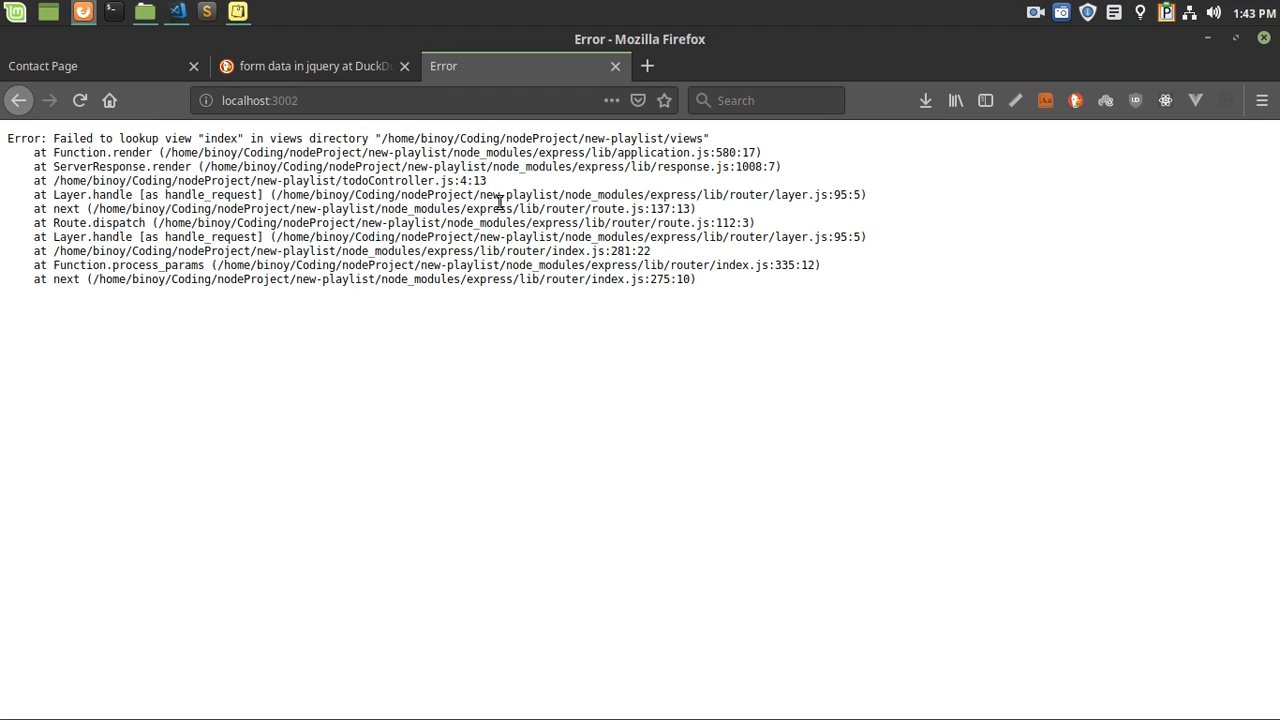 1:43 PM
Error - Mozilla Firefox
Contact Page
form data in jquery at DuckD
Error
localhost:3002
Search
Error: Failed to lookup view "index" in views directory "/home/binoy/Coding/nodeProject/new-playlist/views"
at Function.render (/home/binoy/Coding/nodeProject/new-playlist/node_modules/express/lib/application.js:580:17)
at ServerResponse.render (/home/binoy/Coding/nodeProject/new-playlist/node_modules/express/lib/response.js:1008:7)
at /home/binoy/Coding/nodeProject/new-playlist/todoController.js:4:13
at Layer.handle [as handle_request] (/home/binoy/Coding/nodeProject/new-playlist/node_modules/express/lib/router/layer.js:95:5)
at next (/home/binoy/Coding/nodeProject/new-playlist/node_modules/express/lib/router/route.js:137:13)
at Route.dispatch (/home/binoy/Coding/nodeProject/new-playlist/node_modules/express/lib/router/route.js:112:3)
at Layer.handle [as handle_request] (/home/binoy/Coding/nodeProject/new-playlist/node_modules/express/lib/router/layer.js:95:5)
at /home/binoy/Coding/nodeProject/new-playlist/node_modules/express/lib/router/index.js:281:22
at Function.process_params (/home/binoy/Coding/nodeProject/new-playlist/node_modules/express/lib/router/index.js:335:12)
at next (/home/binoy/Coding/nodeProject/new-playlist/node_modules/express/lib/router/index.js:275:10)